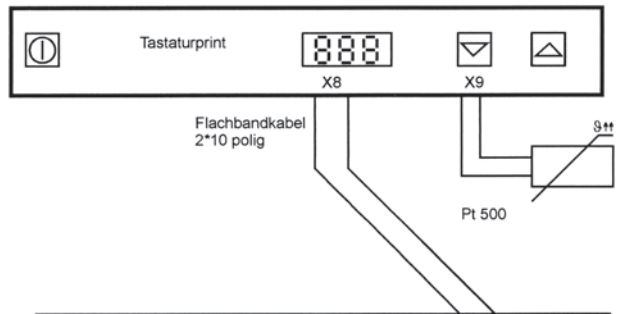 Tastaturprint
888
X8
X9
Flachbandkabel
2*10 polig
ϑ↑↑
Pt 500